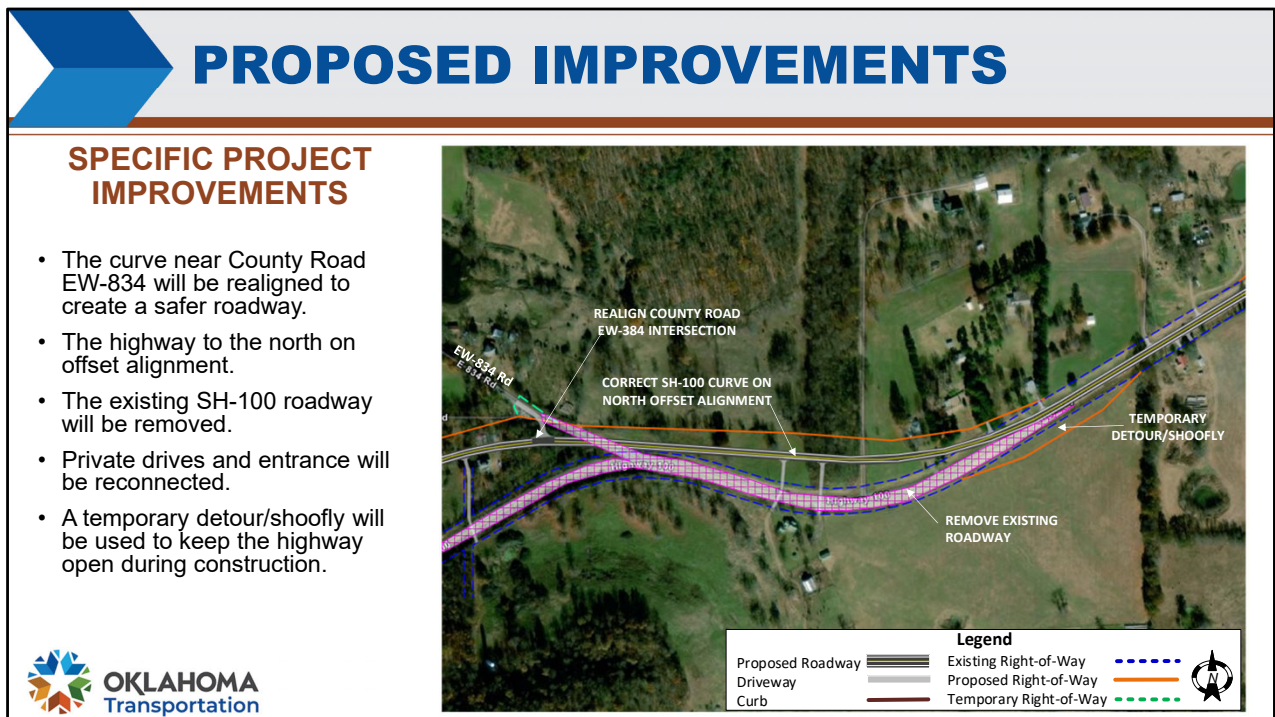 PROPOSED IMPROVEMENTS
SPECIFIC PROJECT
IMPROVEMENTS
• The curve near County Road
EW-834 will be realigned to
create a safer roadway.
• The highway to the north on
offset alignment.
• The existing SH-100 roadway
will be removed.
• Private drives and entrance will
be reconnected.
• A temporary detour/shoofly will
be used to keep the highway
open during construction.
OKLAHOMA
Transportation
REALIGN COUNTY ROAD
EW-384 INTERSECTION
EW-834 Rd
E 834 Rd
CORRECT SH-100 CURVE ON
NORTH OFFSET ALIGNMENT
TEMPORARY
DETOUR/SHOOFLY
Highway 100
Highway 100
REMOVE EXISTING
ROADWAY
Legend
Proposed Roadway
Driveway
Curb
Existing Right-of-Way
Proposed Right-of-Way
Temporary Right-of-Way
N